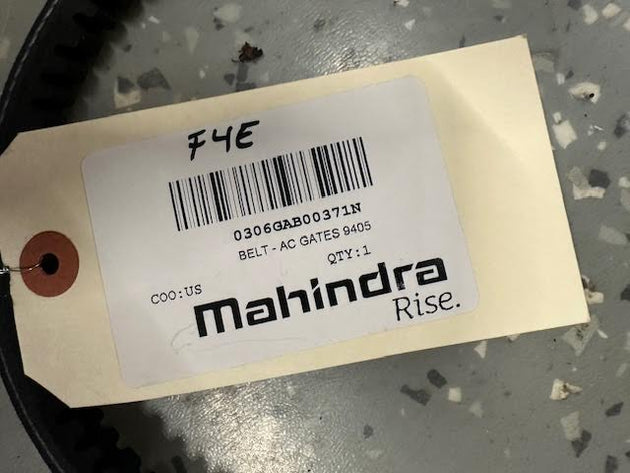 F4E
0306GAB00371N
BELT - AC GATES 9405
QTY:1
COO:US
Mahindra
Rise.